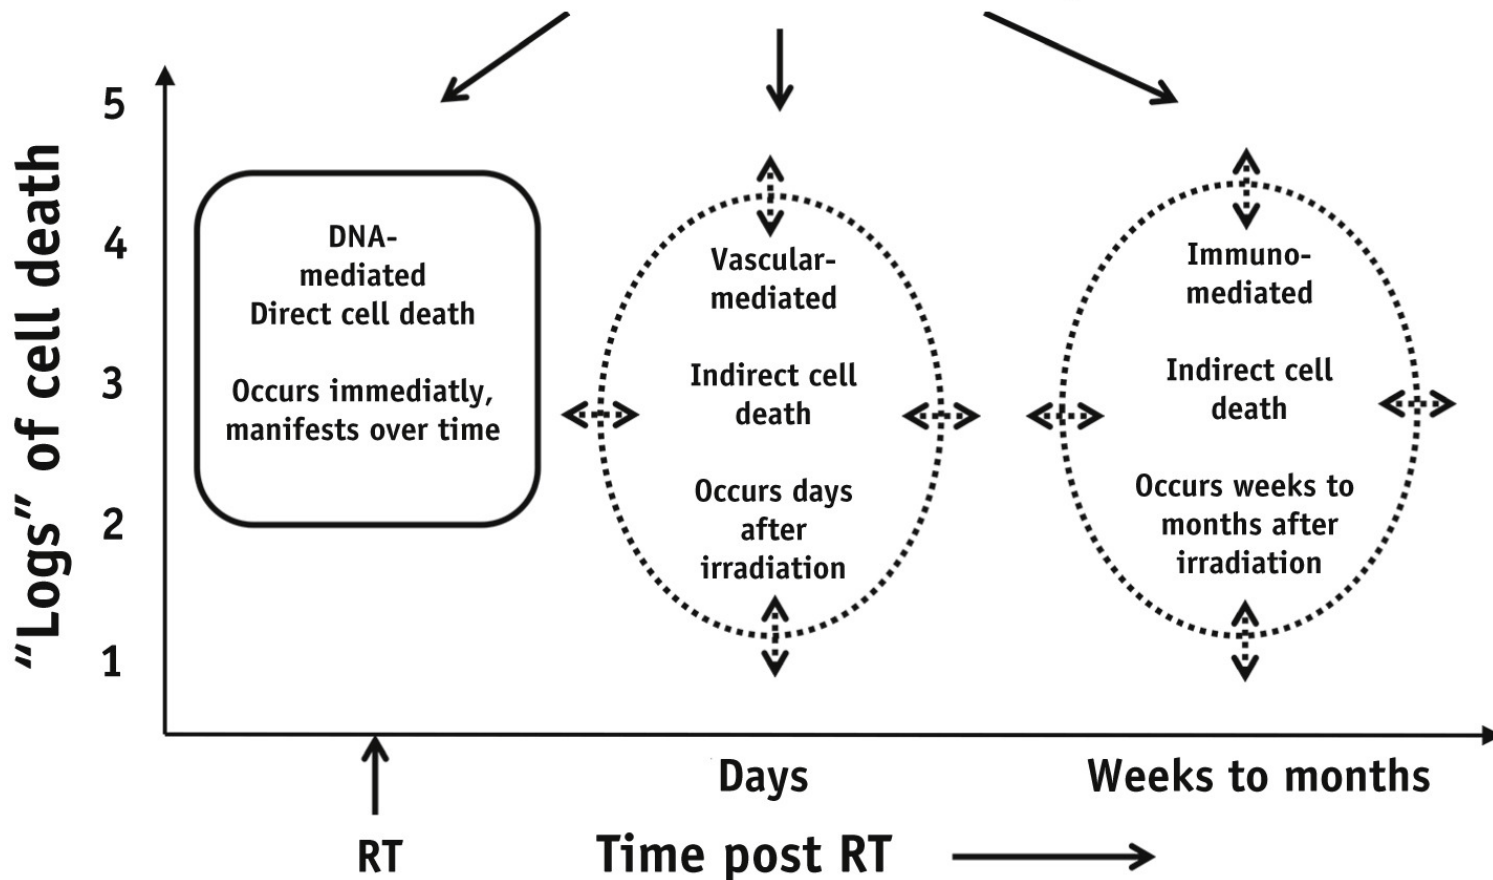 5
4
3
2
1
"Logs" of cell death
DNA-
mediated
Direct cell death
Occurs immediatly,
manifests over time
Vascular-
mediated
Indirect cell
death
Occurs days
after
irradiation
Immuno-
mediated
Indirect cell
death
Occurs weeks to
months after
irradiation
Days
Weeks to months
RT
Time post RT